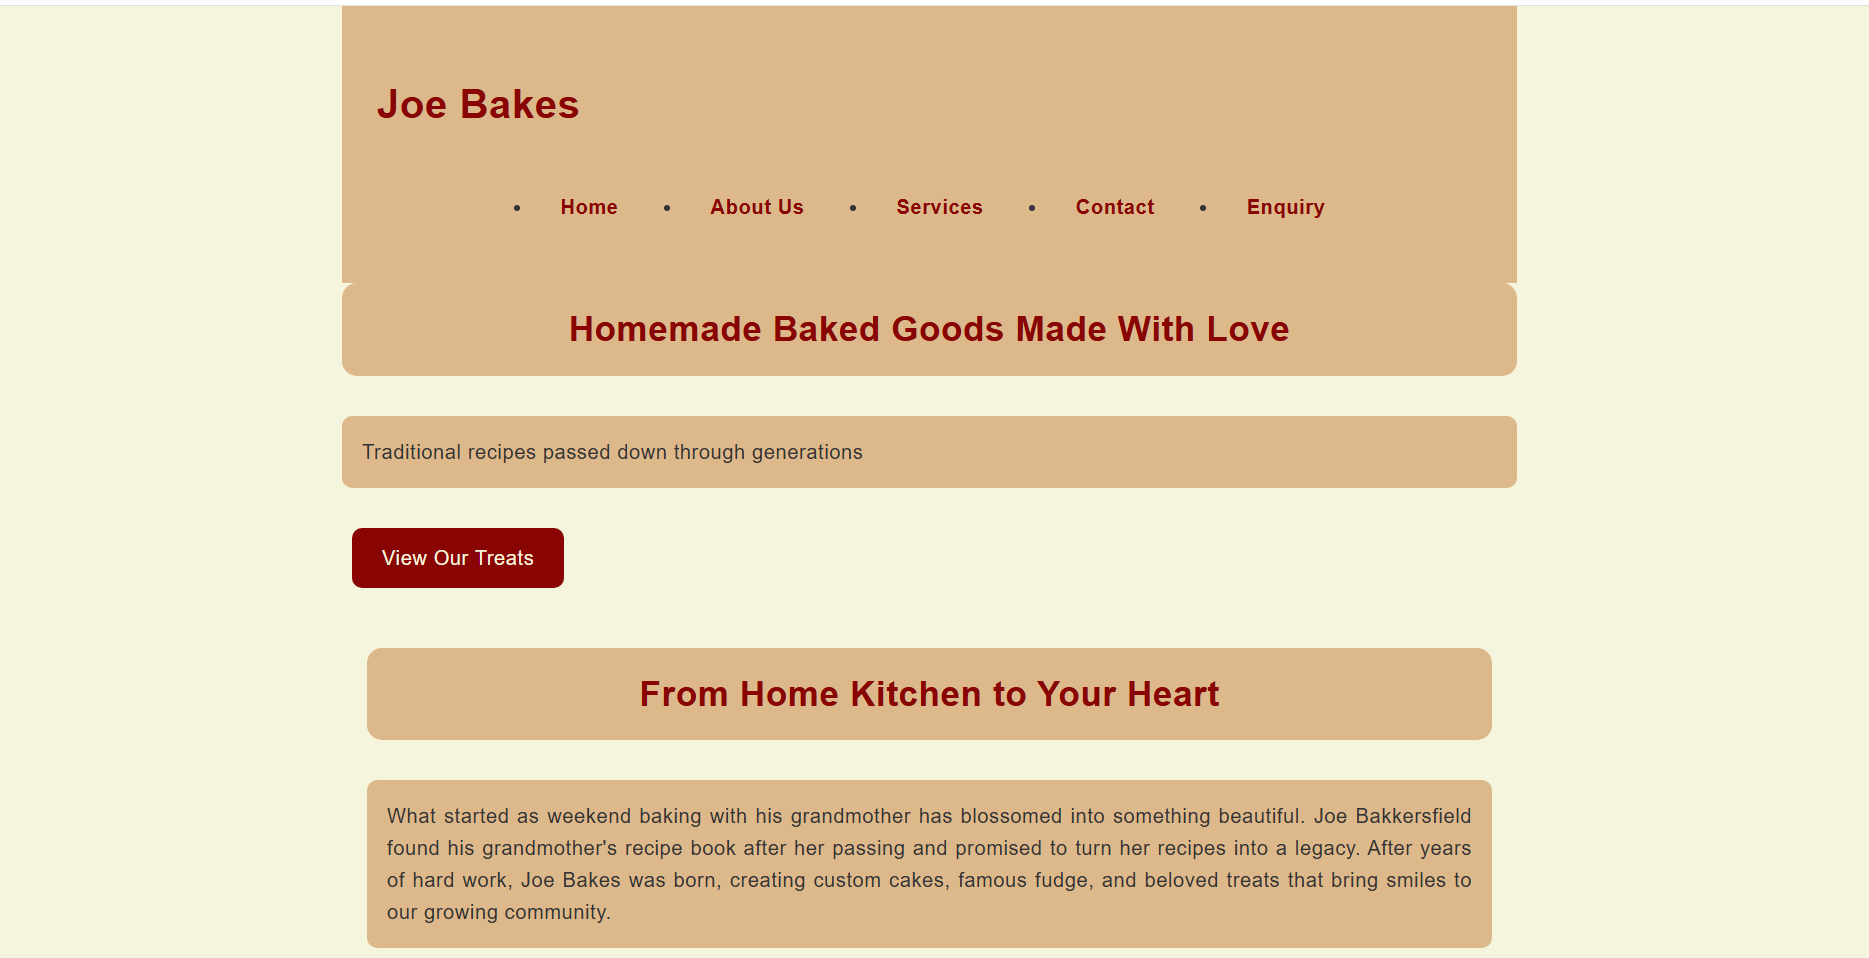 Joe Bakes
Home About Us Services Contact Enquiry
Homemade Baked Goods Made With Love
Traditional recipes passed down through generations
View Our Treats
From Home Kitchen to Your Heart
What started as weekend baking with his grandmother has blossomed into something beautiful. Joe Bakkersfield
found his grandmother's recipe book after her passing and promised to turn her recipes into a legacy. After years
of hard work, Joe Bakes was born, creating custom cakes, famous fudge, and beloved treats that bring smiles to
our growing community.